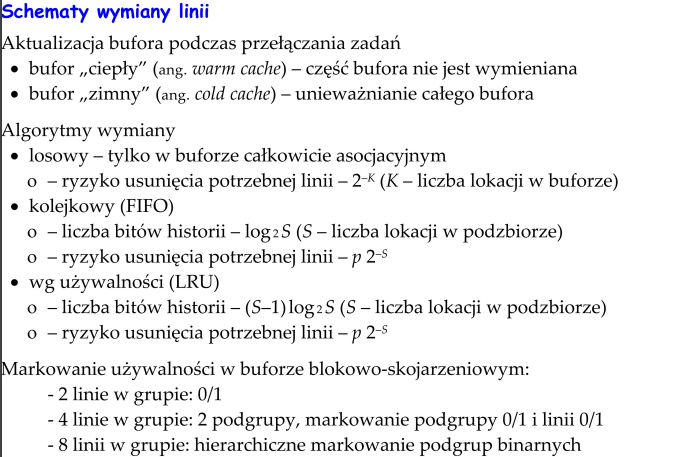 Schematy wymiany linii
Aktualizacja bufora podczas przełączania zadań
• bufor „ciepły” (ang. warm cache) – część bufora nie jest wymieniana
• bufor „zimny” (ang. cold cache) – unieważnianie całego bufora
Algorytmy wymiany
• losowy – tylko w buforze całkowicie asocjacyjnym
o – ryzyko usunięcia potrzebnej linii – 2⁻ᴷ (K – liczba lokacji w buforze)
• kolejkowy (FIFO)
o – liczba bitów historii – log₂S (S – liczba lokacji w podzbiorze)
o – ryzyko usunięcia potrzebnej linii – p 2⁻ˢ
• wg używalności (LRU)
o – liczba bitów historii – (S–1)log₂S (S – liczba lokacji w podzbiorze)
o – ryzyko usunięcia potrzebnej linii – p 2⁻ˢ
Markowanie używalności w buforze blokowo-skojarzeniowym:
- 2 linie w grupie: 0/1
- 4 linie w grupie: 2 podgrupy, markowanie podgrupy 0/1 i linii 0/1
- 8 linii w grupie: hierarchiczne markowanie podgrup binarnych